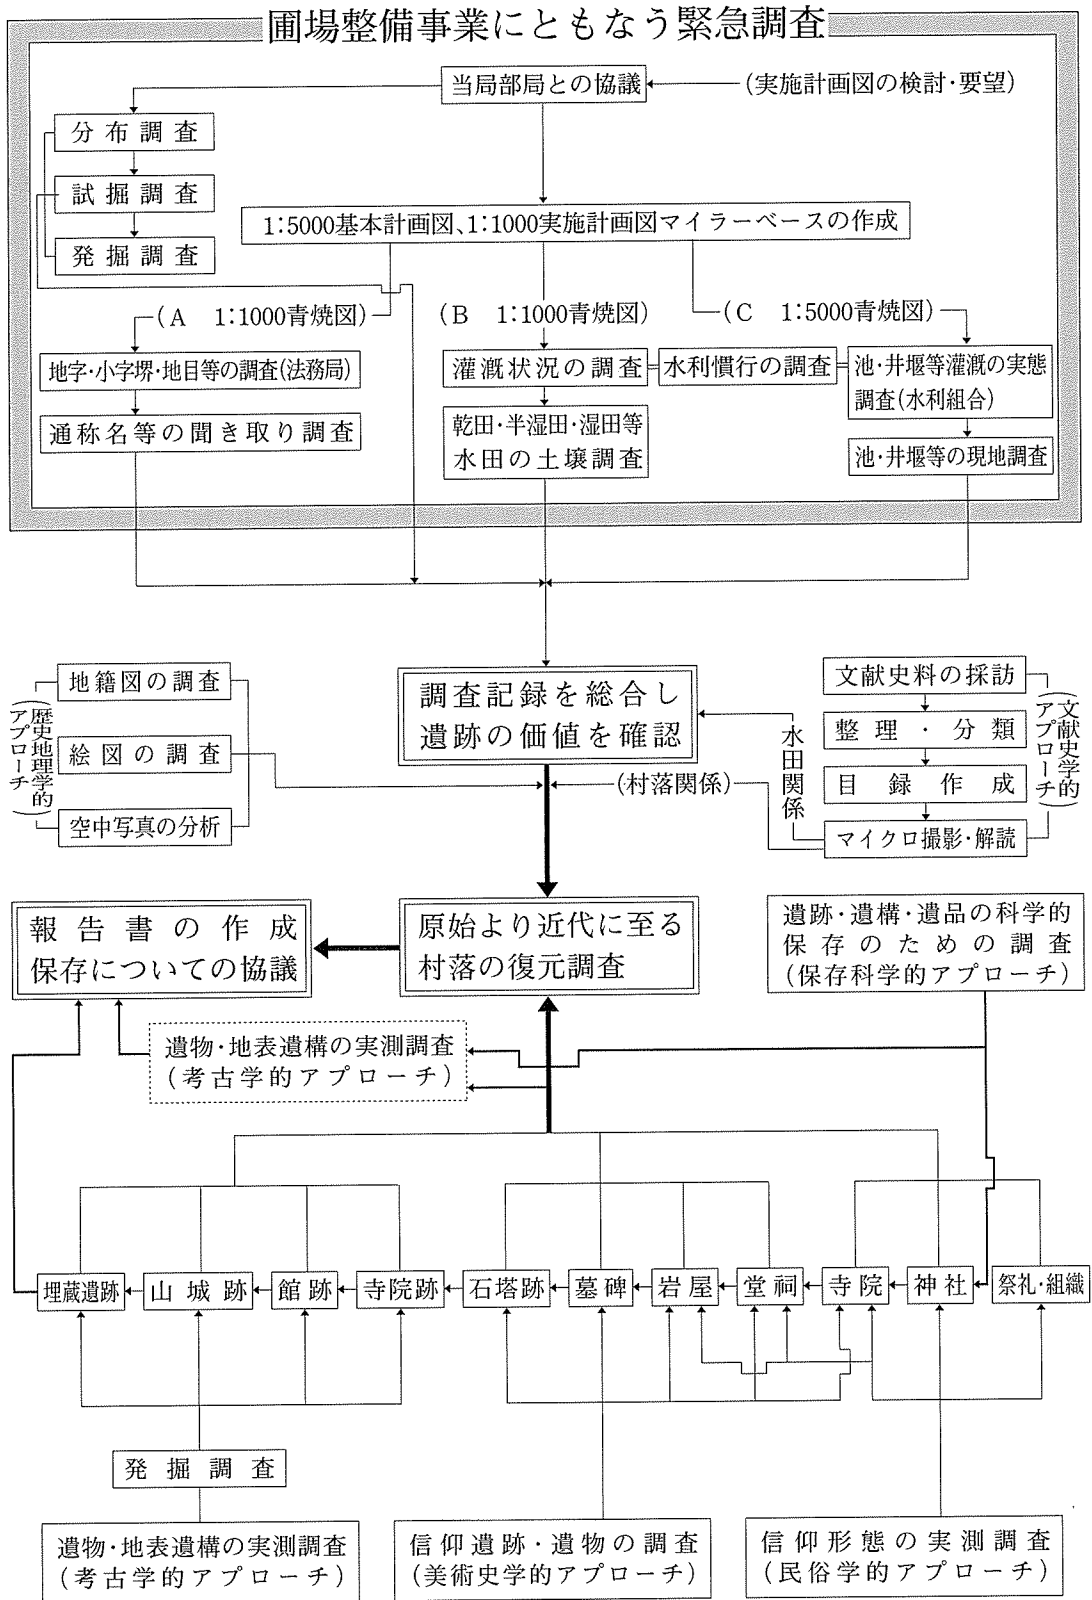 圃場整備事業にともなう緊急調査
当局部局との協議
(実施計画図の検討・要望)
分布調査
試掘調査
発掘調査
1:5000基本計画図、1:1000実施計画図マイラーベースの作成
(A 1:1000青焼図)
(B 1:1000青焼図)
(C 1:5000青焼図)
地字・小字堺・地目等の調査(法務局)
通称名等の聞き取り調査
灌漑状況の調査
水利慣行の調査
池・井堰等灌漑の実態
調査(水利組合)
乾田・半湿田・湿田等
水田の土壌調査
池・井堰等の現地調査
地籍図の調査
絵図の調査
空中写真の分析
(歴史地理学的
アプローチ)
調査記録を総合し
遺跡の価値を確認
文献史料の採訪
整理・分類
目録作成
マイクロ撮影・解読
(文献史学的
アプローチ)
水田関係
(村落関係)
報告書の作成
保存についての協議
原始より近代に至る
村落の復元調査
遺跡・遺構・遺品の科学的
保存のための調査
(保存科学的アプローチ)
遺物・地表遺構の実測調査
(考古学的アプローチ)
埋蔵遺跡
山城跡
館跡
寺院跡
石塔跡
墓碑
岩屋
堂祠
寺院
神社
祭礼・組織
発掘調査
遺物・地表遺構の実測調査
(考古学的アプローチ)
信仰遺跡・遺物の調査
(美術史学的アプローチ)
信仰形態の実測調査
(民俗学的アプローチ)